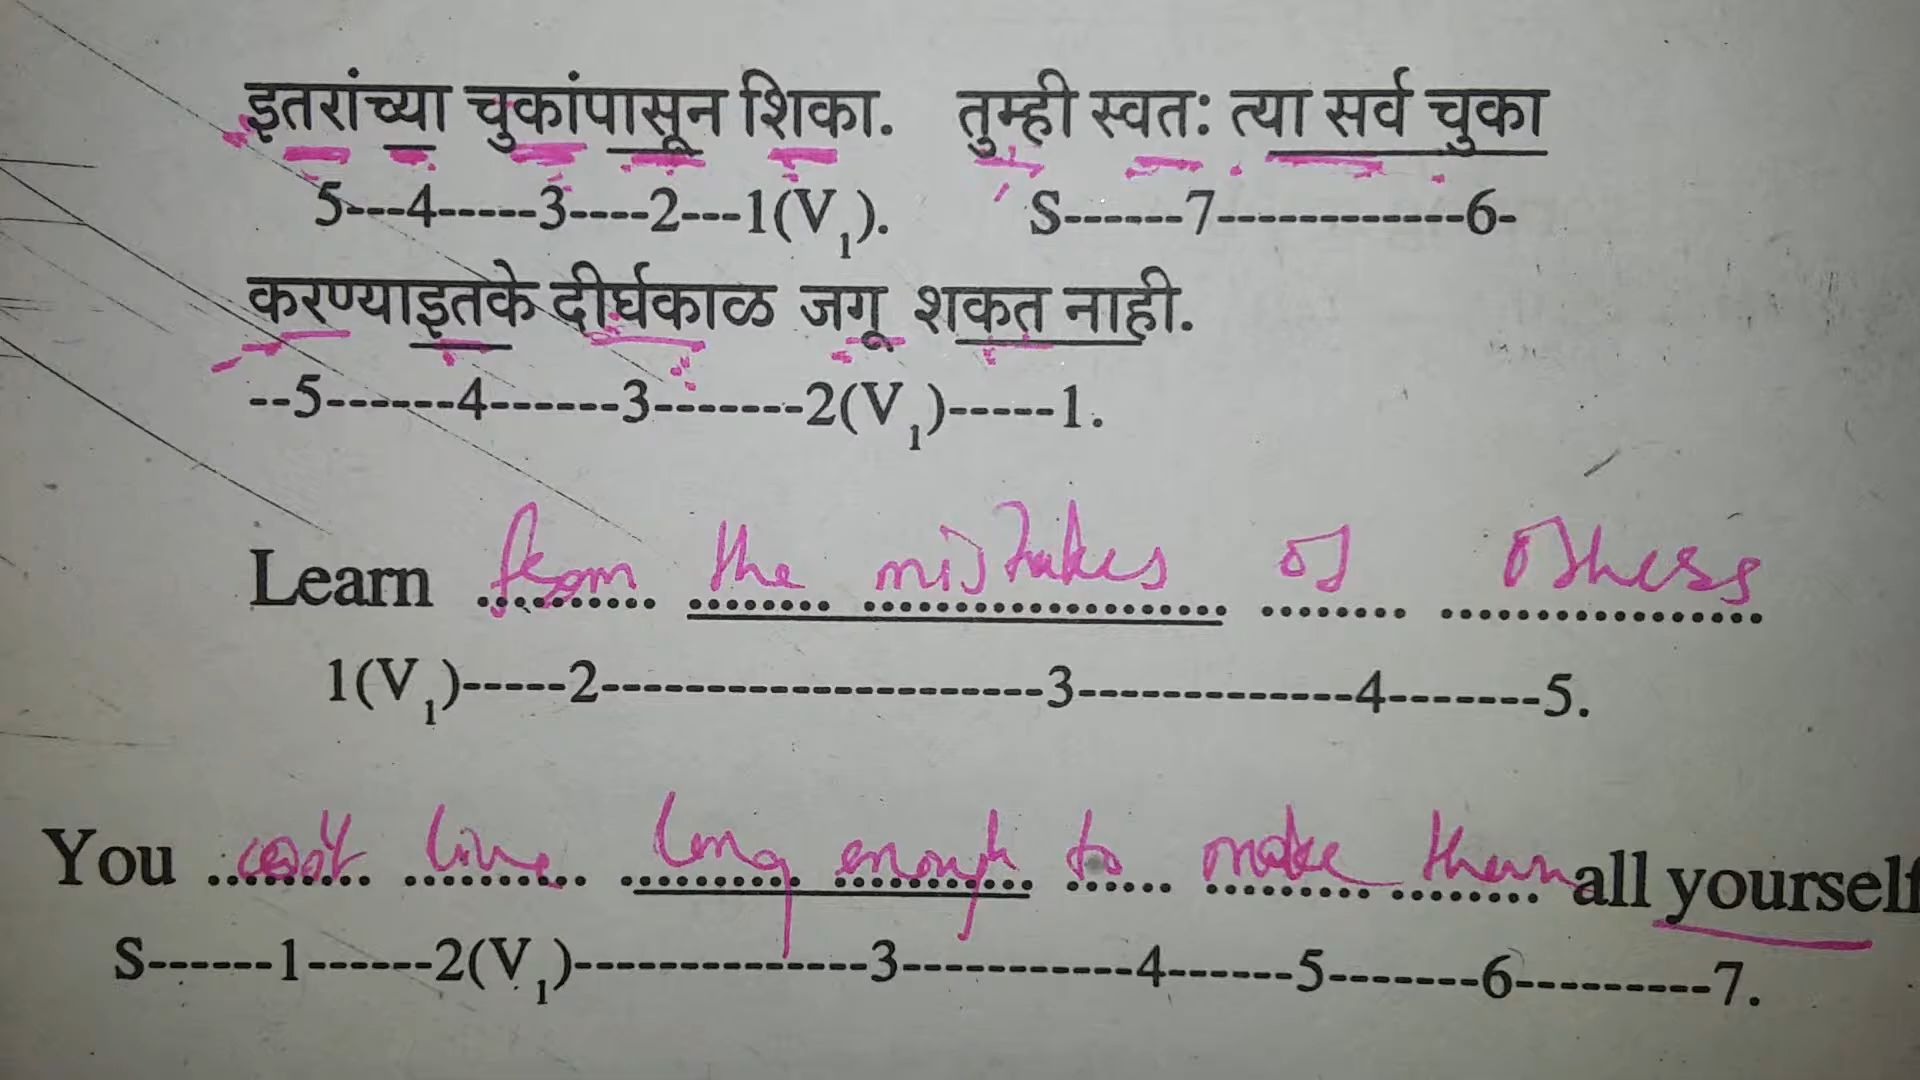 इतरांच्या चुकांपासून शिका. तुम्ही स्वतः त्या सर्व चुका
5---4-----3----2---1(V₁). S------7------------6-
करण्याइतके दीर्घकाळ जगू शकत नाही.
--5------4------3-------2(V₁)-----1.
Learn from the mistakes of others
1(V₁)-----2---------------------3-------------4-------5.
You can't live long enough to make them all yourself
S------1------2(V₁)--------------3-----------4------5-------6---------7.